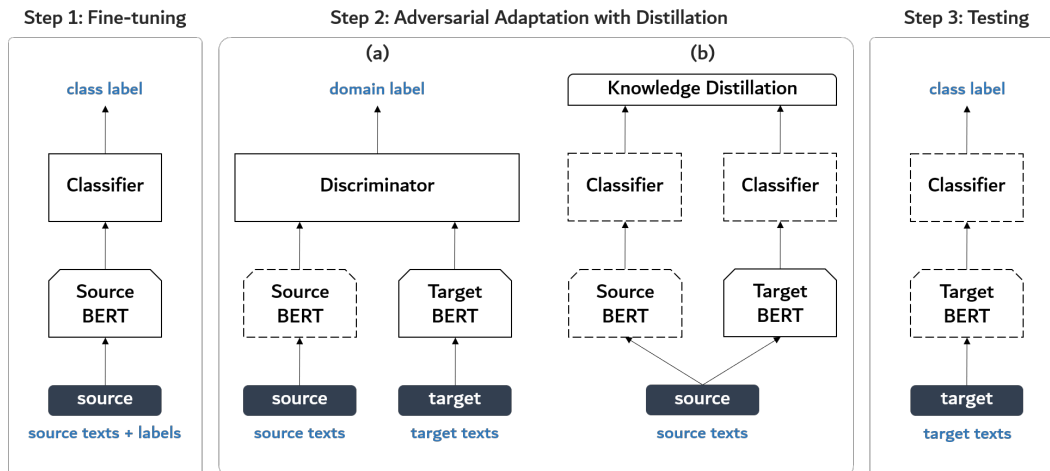 Step 1: Fine-tuning
class label
Classifier
Source
BERT
source
source texts + labels
Step 2: Adversarial Adaptation with Distillation
(a)
domain label
Discriminator
Source
BERT
Target
BERT
source
target
source texts
target texts
(b)
Knowledge Distillation
Classifier
Classifier
Source
BERT
Target
BERT
source
source texts
Step 3: Testing
class label
Classifier
Target
BERT
target
target texts